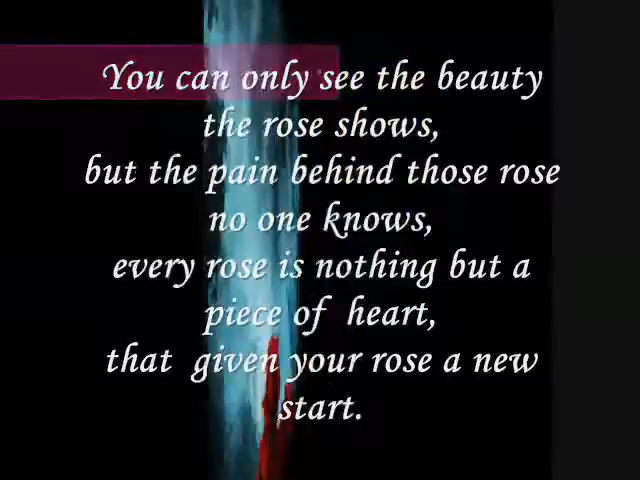 You can only see the beauty
the rose shows,
but the pain behind those rose
no one knows,
every rose is nothing but a
piece of heart,
that given your rose a new
start.